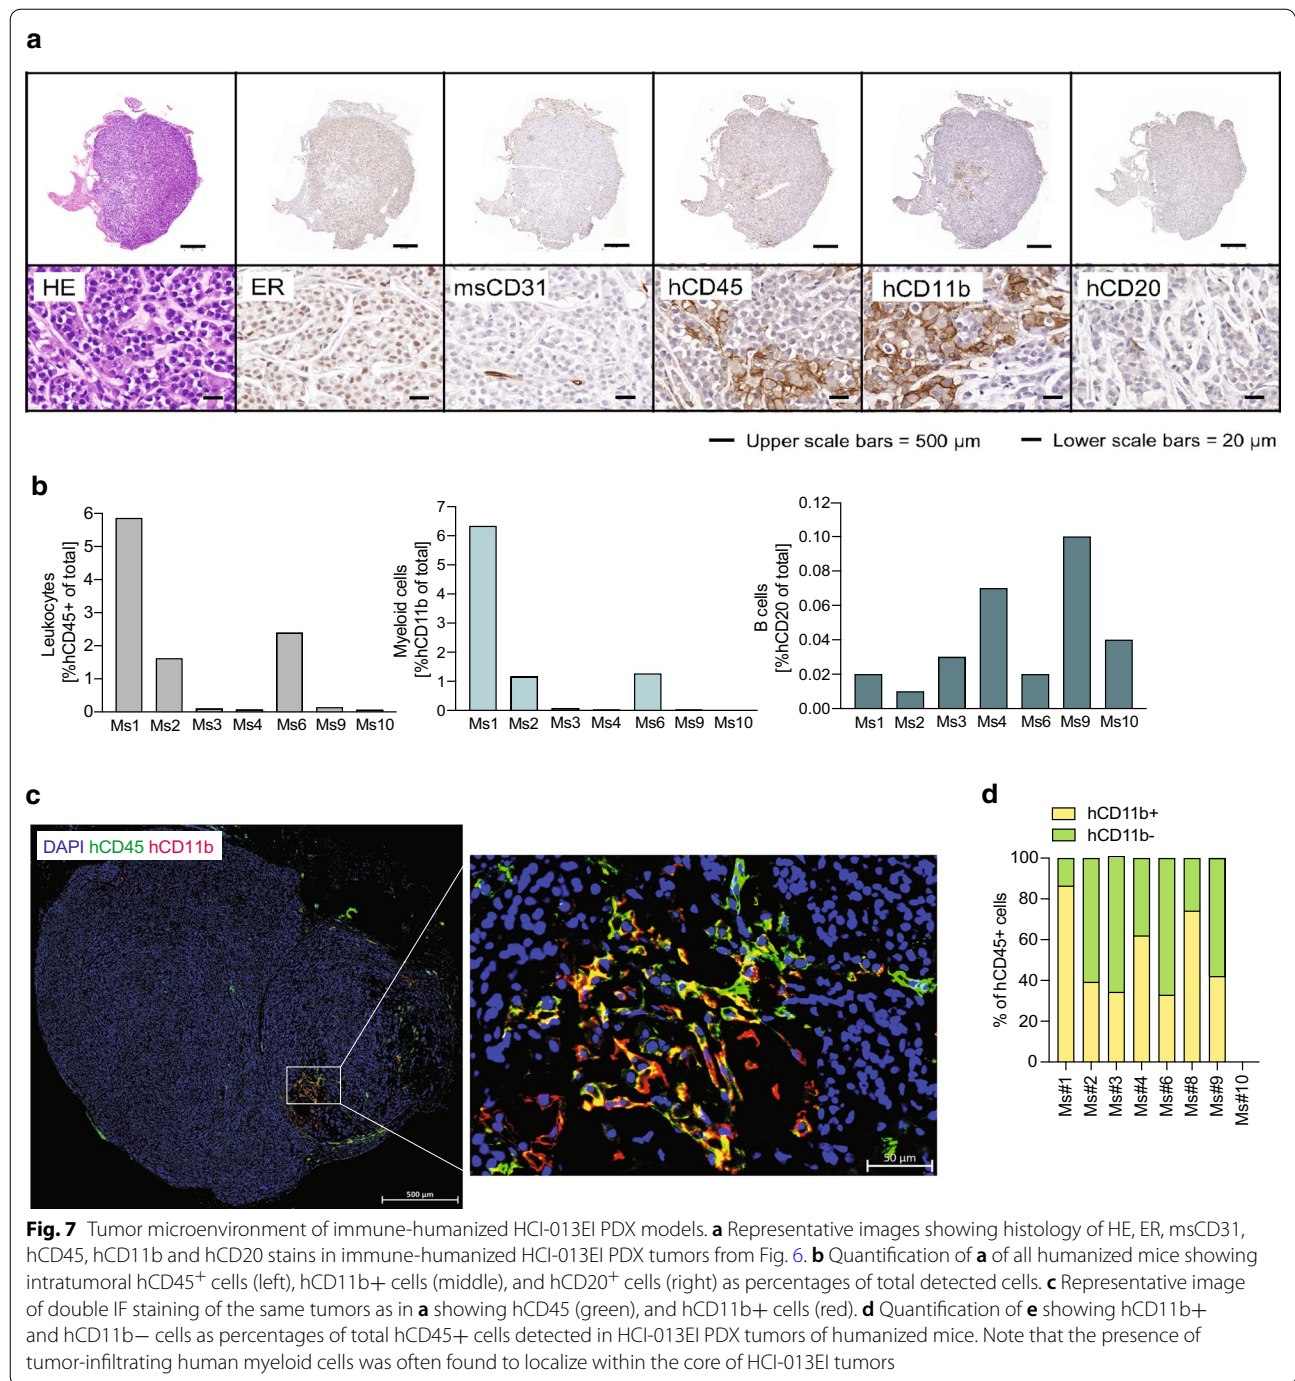 a
HE
ER
msCD31
hCD45
hCD11b
hCD20
Upper scale bars = 500 µm
Lower scale bars = 20 µm
b
Leukocytes
[%hCD45+ of total]
6
5
4
3
2
1
0
Ms1 Ms2 Ms3 Ms4 Ms6 Ms9 Ms10
Myeloid cells
[%hCD11b of total]
7
6
5
4
3
2
1
0
Ms1 Ms2 Ms3 Ms4 Ms6 Ms9 Ms10
B cells
[%hCD20 of total]
0.12
0.10
0.08
0.06
0.04
0.02
0.00
Ms1 Ms2 Ms3 Ms4 Ms6 Ms9 Ms10
c
DAPI hCD45 hCD11b
500 µm
50 µm
d
hCD11b+
hCD11b-
% of hCD45+ cells
100
80
60
40
20
0
Ms#1 Ms#2 Ms#3 Ms#4 Ms#6 Ms#8 Ms#9 Ms#10
Fig. 7 Tumor microenvironment of immune-humanized HCI-013EI PDX models. a Representative images showing histology of HE, ER, msCD31,
hCD45, hCD11b and hCD20 stains in immune-humanized HCI-013EI PDX tumors from Fig. 6. b Quantification of a of all humanized mice showing
intratumoral hCD45+ cells (left), hCD11b+ cells (middle), and hCD20+ cells (right) as percentages of total detected cells. c Representative image
of double IF staining of the same tumors as in a showing hCD45 (green), and hCD11b+ cells (red). d Quantification of e showing hCD11b+
and hCD11b− cells as percentages of total hCD45+ cells detected in HCI-013EI PDX tumors of humanized mice. Note that the presence of
tumor-infiltrating human myeloid cells was often found to localize within the core of HCI-013EI tumors